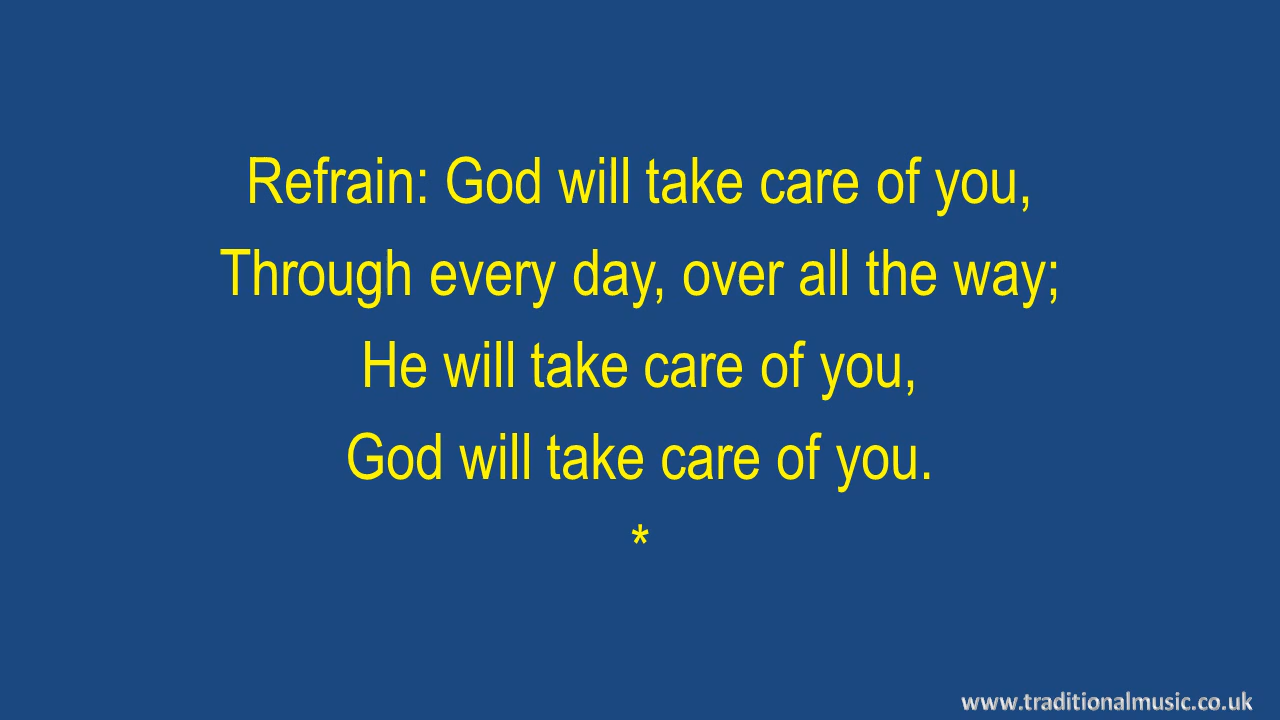 Refrain: God will take care of you,
Through every day, over all the way;
He will take care of you,
God will take care of you.
*
www.traditionalmusic.co.uk